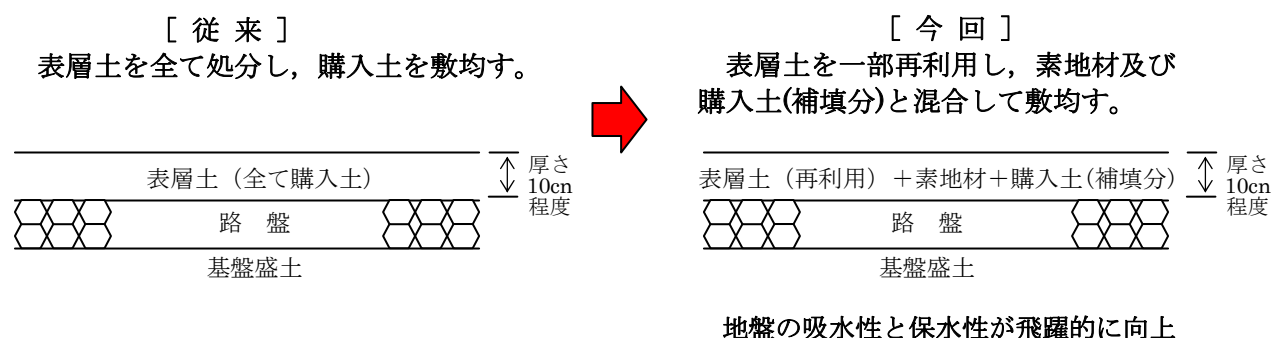 [ 従 来 ]
表層土を全て処分し，購入土を敷均す。
表層土（全て購入土）
厚さ
10cn
程度
路 盤
基盤盛土
[ 今 回 ]
表層土を一部再利用し，素地材及び
購入土(補填分)と混合して敷均す。
表層土（再利用）＋素地材＋購入土(補填分)
厚さ
10cn
程度
路 盤
基盤盛土
地盤の吸水性と保水性が飛躍的に向上